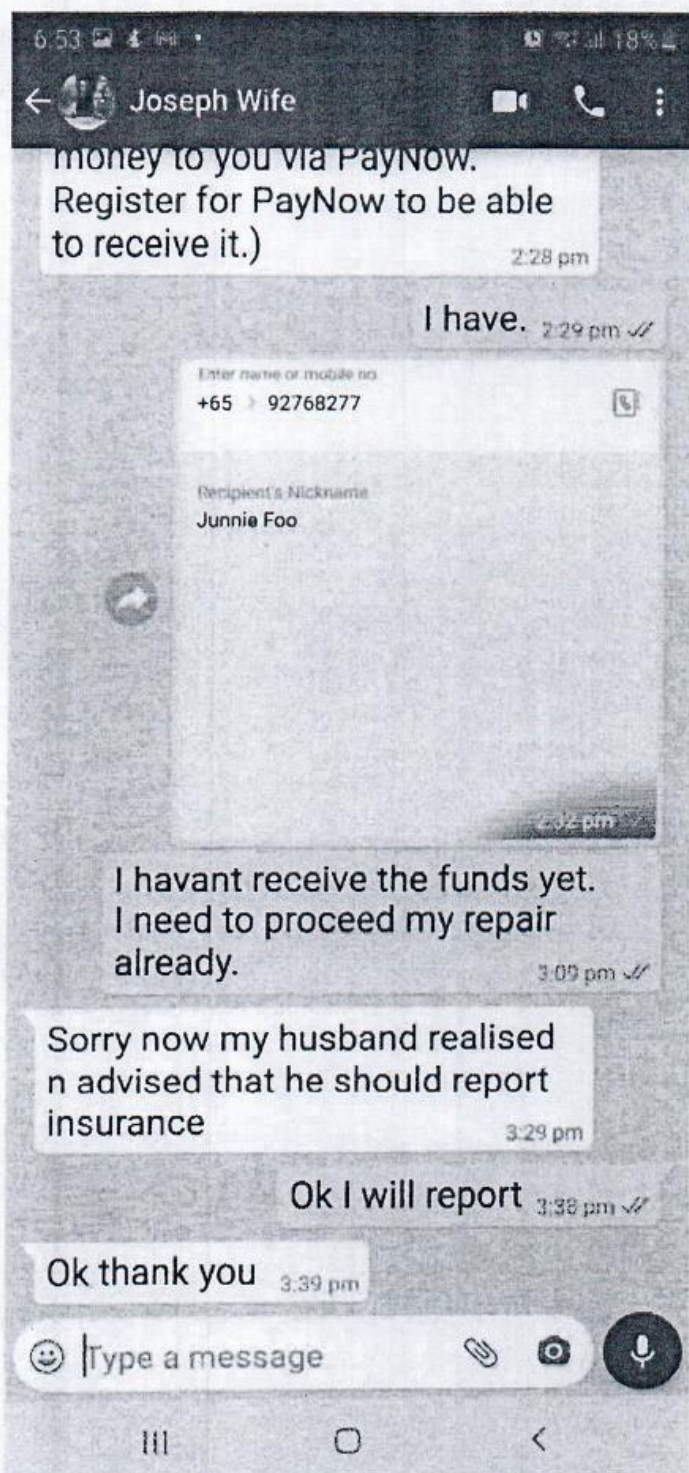 6:53 18%
Joseph Wife
money to you via PayNow.
Register for PayNow to be able
to receive it.) 2:28 pm
I have. 2:29 pm
Enter name or mobile no.
+65 > 92768277
Recipient's Nickname
Junnie Foo
2:32 pm
I havant receive the funds yet.
I need to proceed my repair
already. 3:09 pm
Sorry now my husband realised
n advised that he should report
insurance 3:29 pm
Ok I will report 3:38 pm
Ok thank you 3:39 pm
Type a message